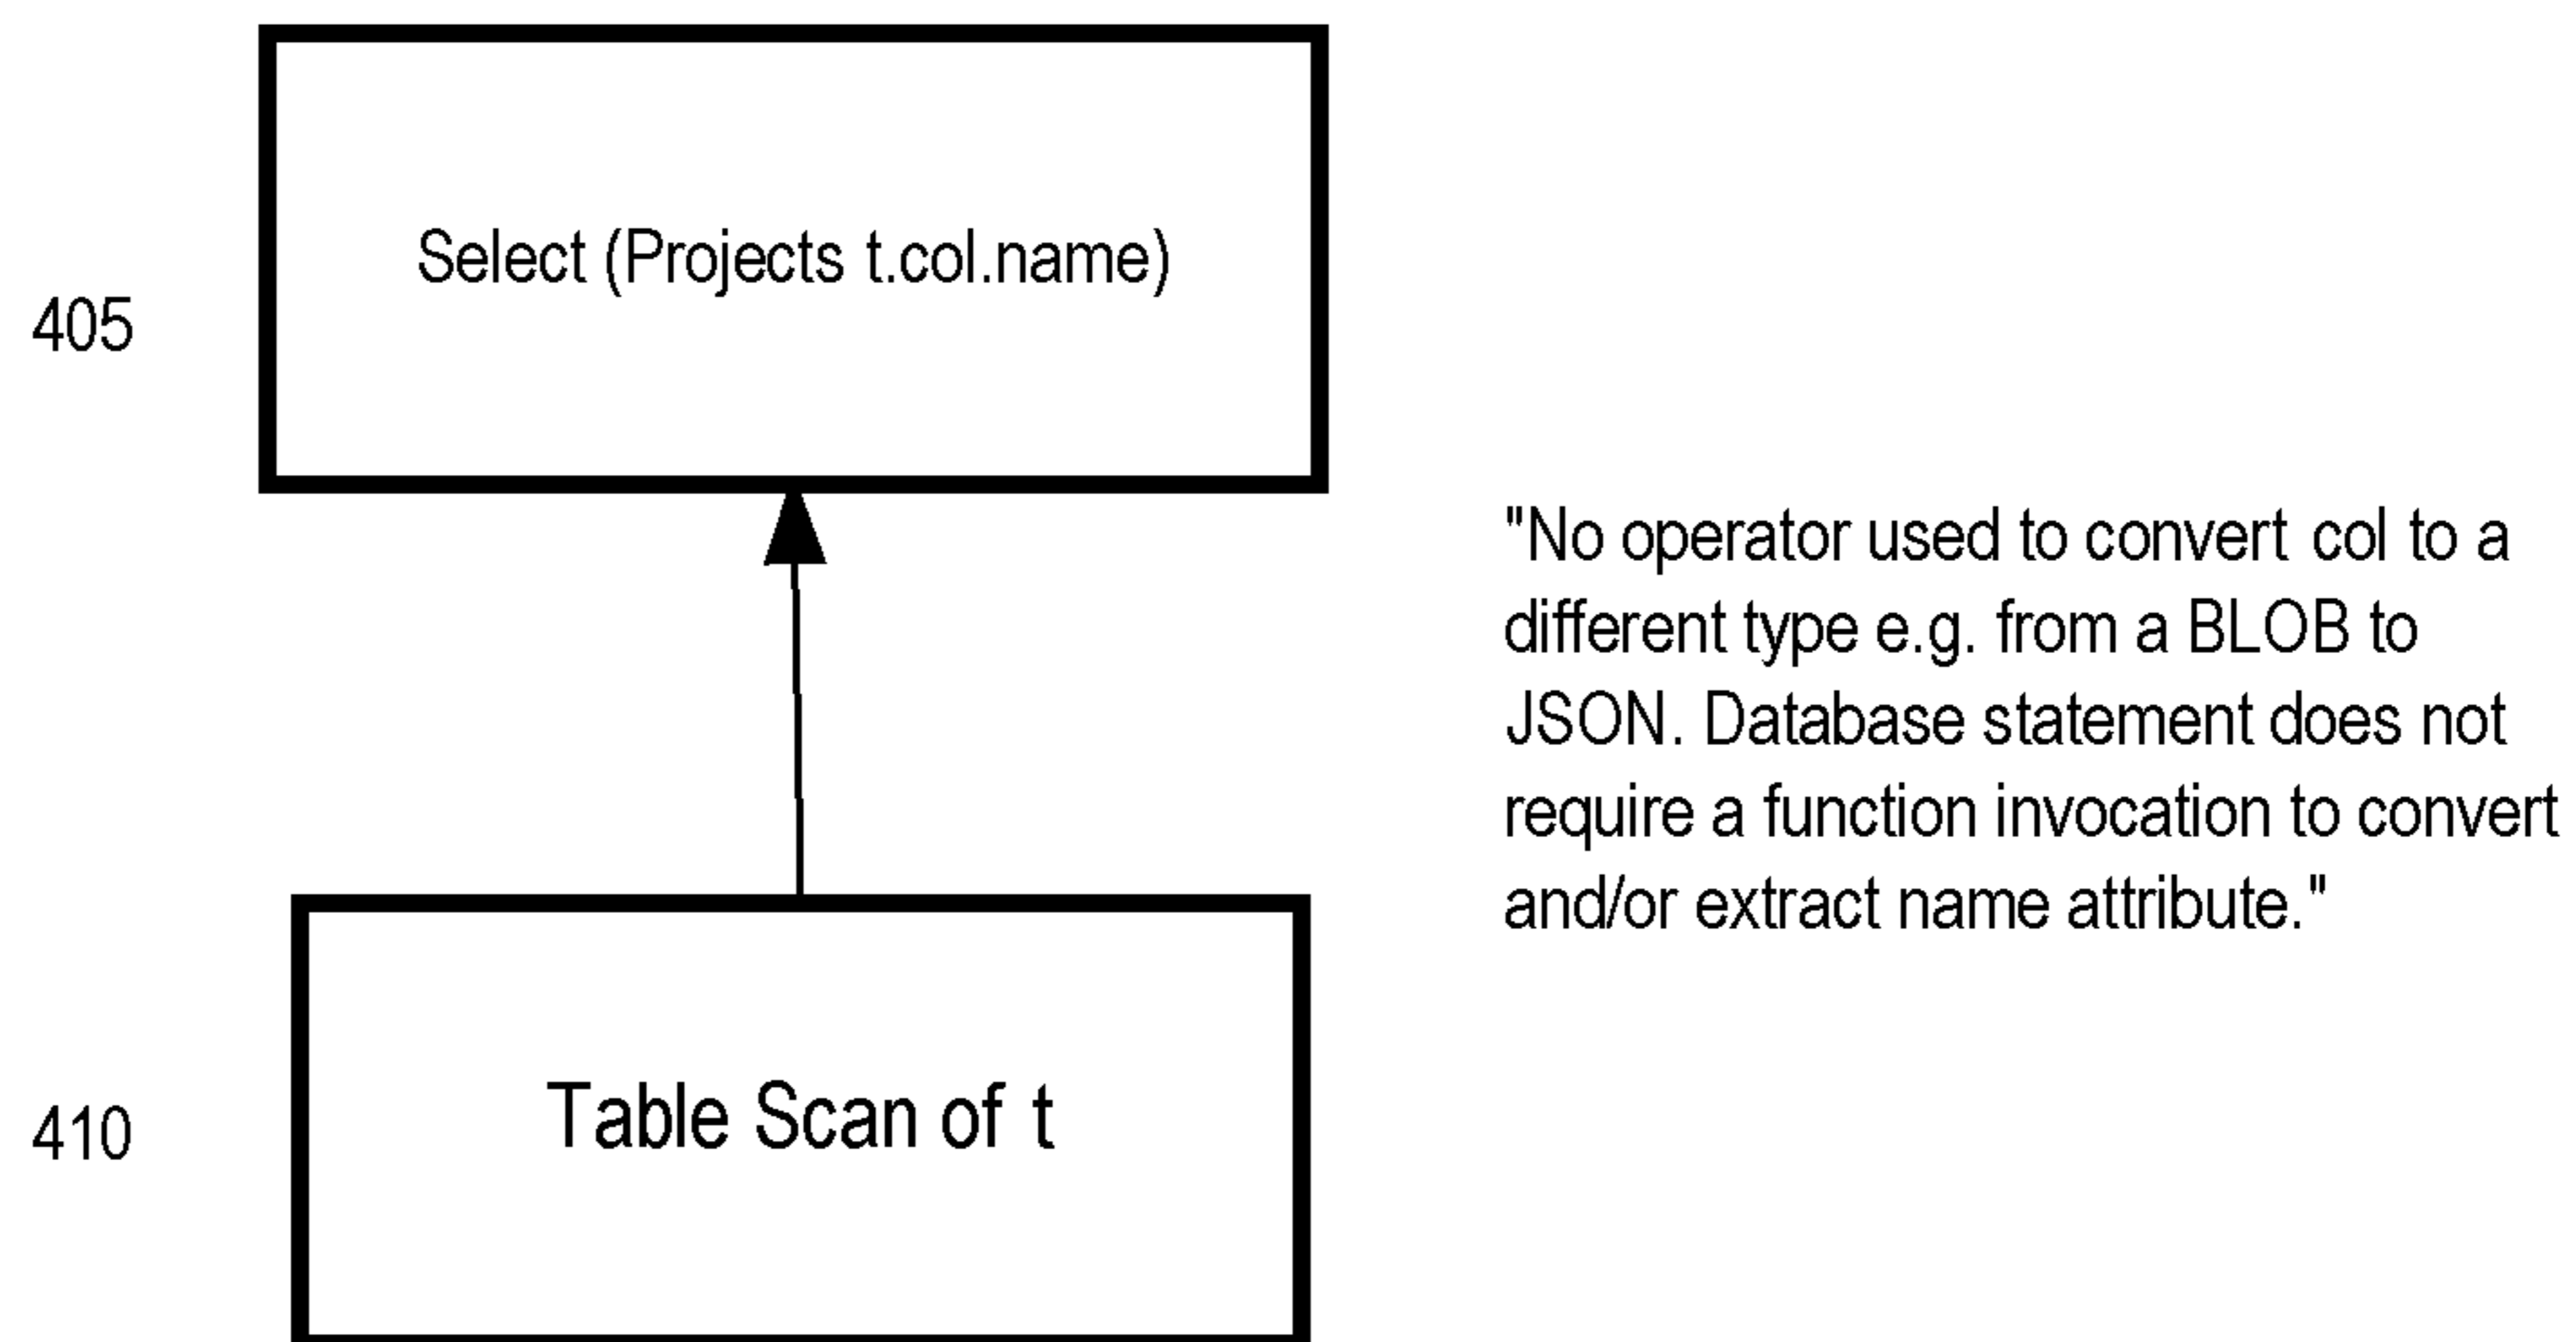 Select (Projects t.col.name)
405
"No operator used to convert col to a
different type e.g. from a BLOB to
JSON. Database statement does not
require a function invocation to convert
and/or extract name attribute."
Table Scan of t
410